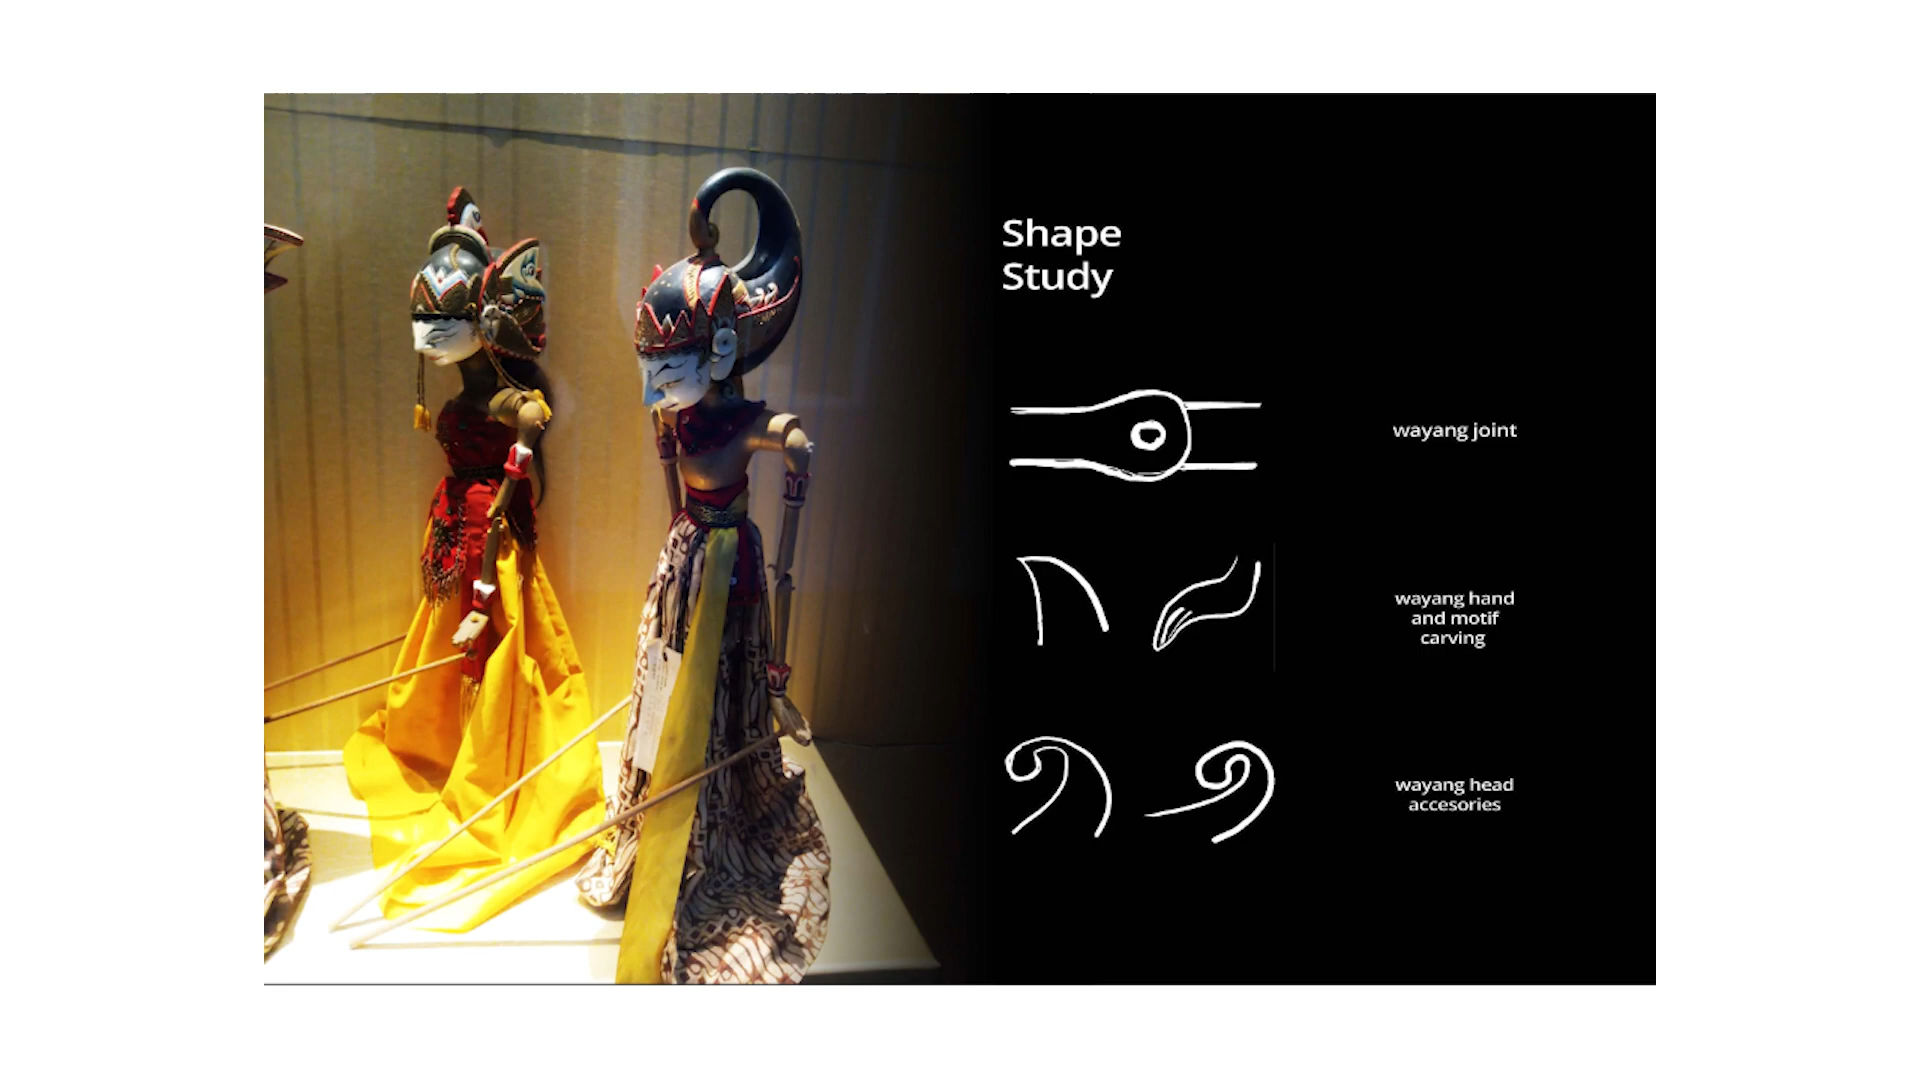 Shape
Study
wayang joint
wayang hand
and motif
carving
wayang head
accesories